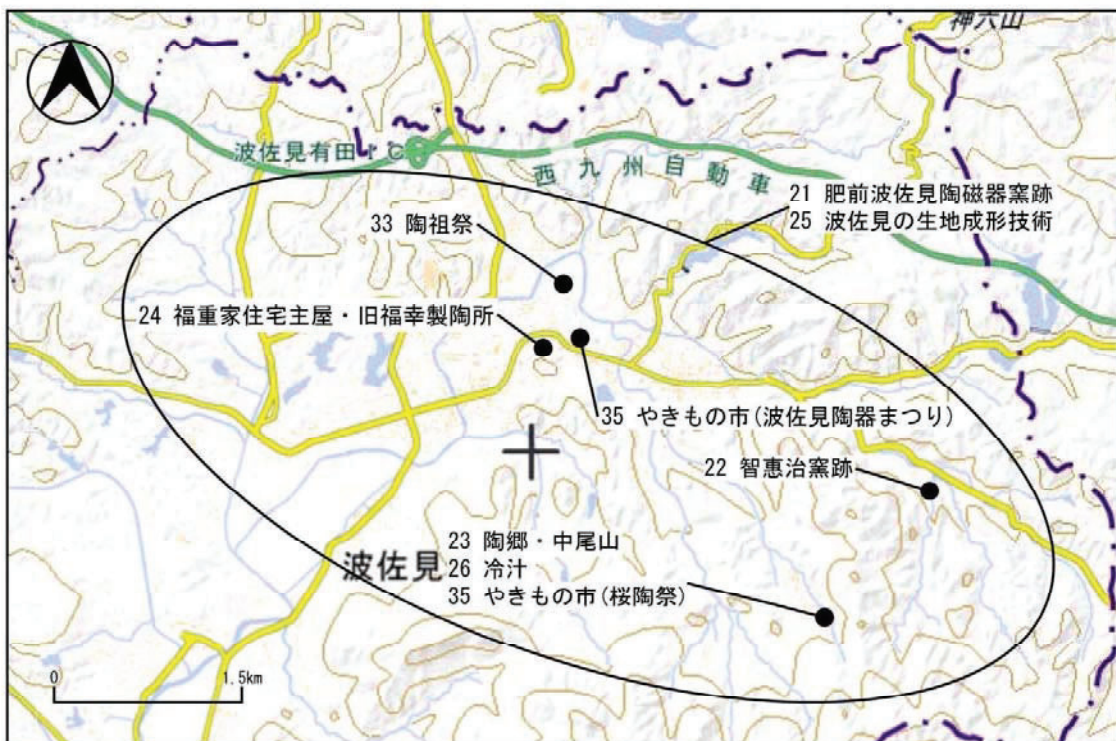 神六山
波佐見有田IC
西九州自動車
21 肥前波佐見陶磁器窯跡
25 波佐見の生地成形技術
33 陶祖祭
24 福重家住宅主屋・旧福幸製陶所
35 やきもの市(波佐見陶器まつり)
22 智惠治窯跡
23 陶郷・中尾山
26 冷汁
35 やきもの市(桜陶祭)
波佐見
0 1.5km